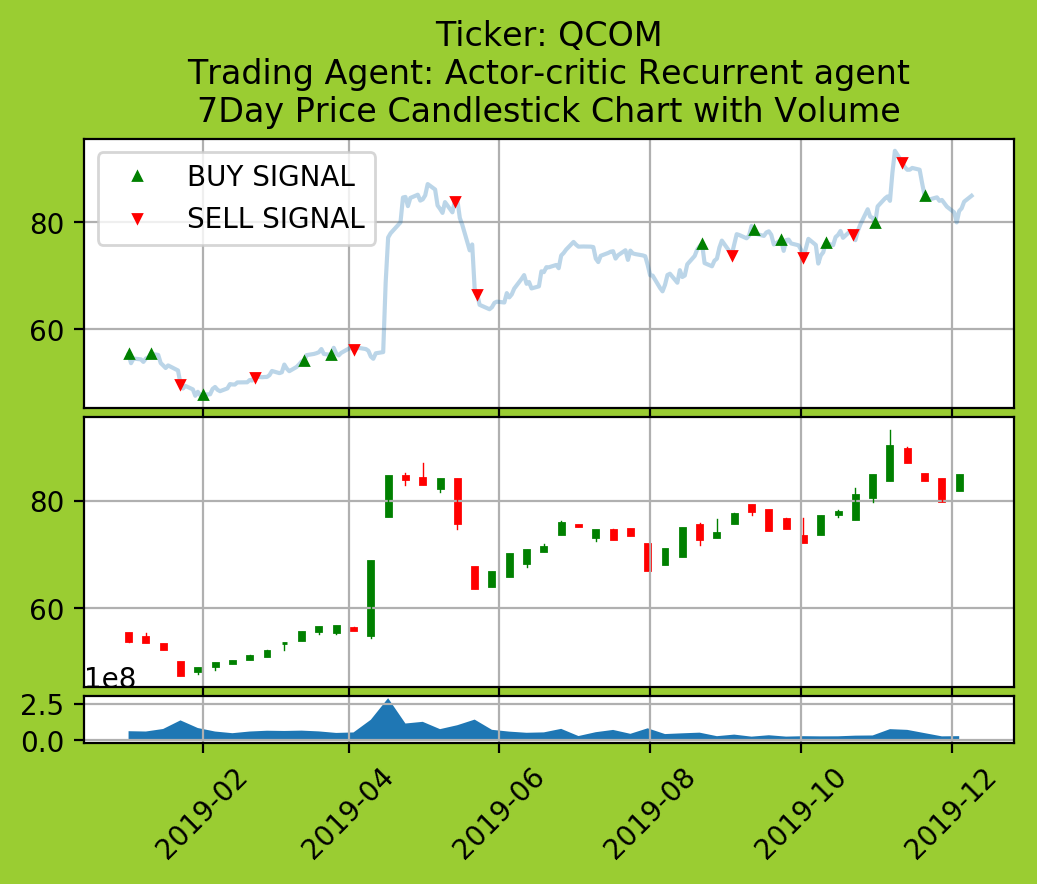 Ticker: QCOM
Trading Agent: Actor-critic Recurrent agent
7Day Price Candlestick Chart with Volume
BUY SIGNAL
SELL SIGNAL
80
60
80
60
1e8
2.5
0.0
2019-02
2019-04
2019-06
2019-08
2019-10
2019-12